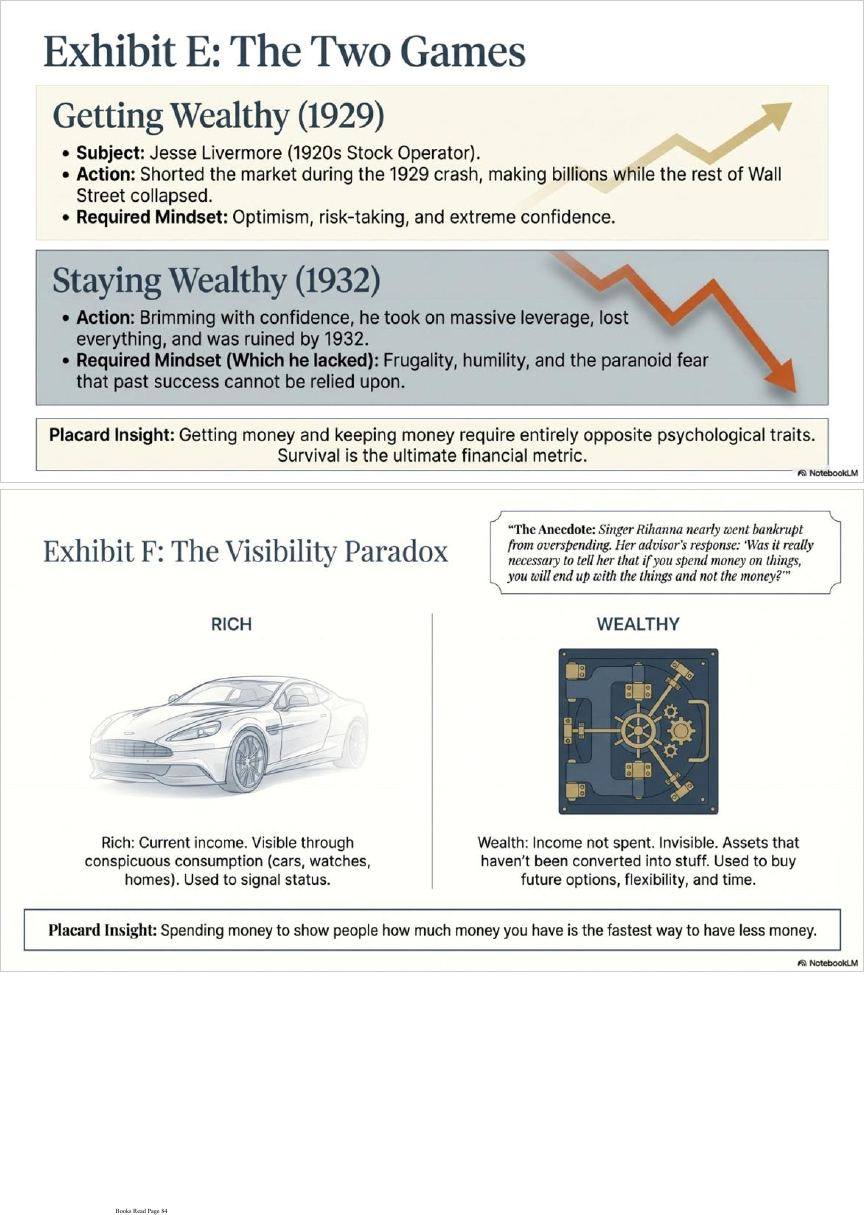 Exhibit E: The Two Games
Getting Wealthy (1929)
• Subject: Jesse Livermore (1920s Stock Operator).
• Action: Shorted the market during the 1929 crash, making billions while the rest of Wall
Street collapsed.
• Required Mindset: Optimism, risk-taking, and extreme confidence.
Staying Wealthy (1932)
• Action: Brimming with confidence, he took on massive leverage, lost
everything, and was ruined by 1932.
• Required Mindset (Which he lacked): Frugality, humility, and the paranoid fear
that past success cannot be relied upon.
Placard Insight: Getting money and keeping money require entirely opposite psychological traits.
Survival is the ultimate financial metric.
NotebookLM
Exhibit F: The Visibility Paradox
“The Anecdote: Singer Rihanna nearly went bankrupt
from overspending. Her advisor’s response: ‘Was it really
necessary to tell her that if you spend money on things,
you will end up with the things and not the money?’”
RICH
Rich: Current income. Visible through
conspicuous consumption (cars, watches,
homes). Used to signal status.
WEALTHY
Wealth: Income not spent. Invisible. Assets that
haven’t been converted into stuff. Used to buy
future options, flexibility, and time.
Placard Insight: Spending money to show people how much money you have is the fastest way to have less money.
NotebookLM
Books Read Page 84